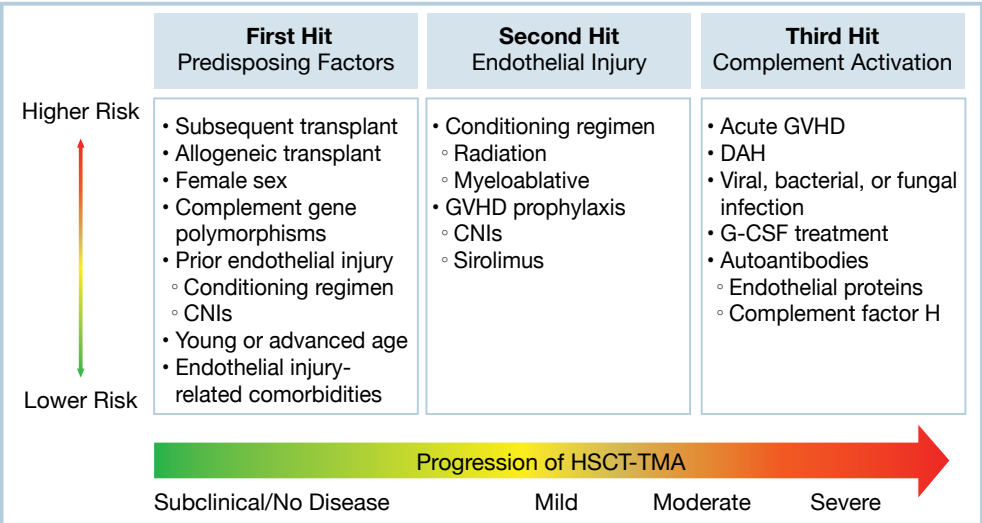 First Hit
Predisposing Factors
Second Hit
Endothelial Injury
Third Hit
Complement Activation
Higher Risk
Lower Risk
• Subsequent transplant
• Allogeneic transplant
• Female sex
• Complement gene
polymorphisms
• Prior endothelial injury
◦ Conditioning regimen
◦ CNIs
• Young or advanced age
• Endothelial injury-
related comorbidities
• Conditioning regimen
◦ Radiation
◦ Myeloablative
• GVHD prophylaxis
◦ CNIs
◦ Sirolimus
• Acute GVHD
• DAH
• Viral, bacterial, or fungal
infection
• G-CSF treatment
• Autoantibodies
◦ Endothelial proteins
◦ Complement factor H
Progression of HSCT-TMA
Subclinical/No Disease
Mild
Moderate
Severe